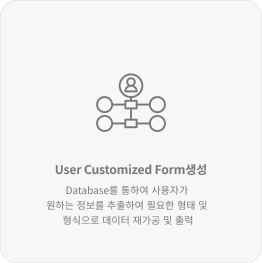 User Customized Form생성
Database를 통하여 사용자가
원하는 정보를 추출하여 필요한 형태 및
형식으로 데이터 재가공 및 출력